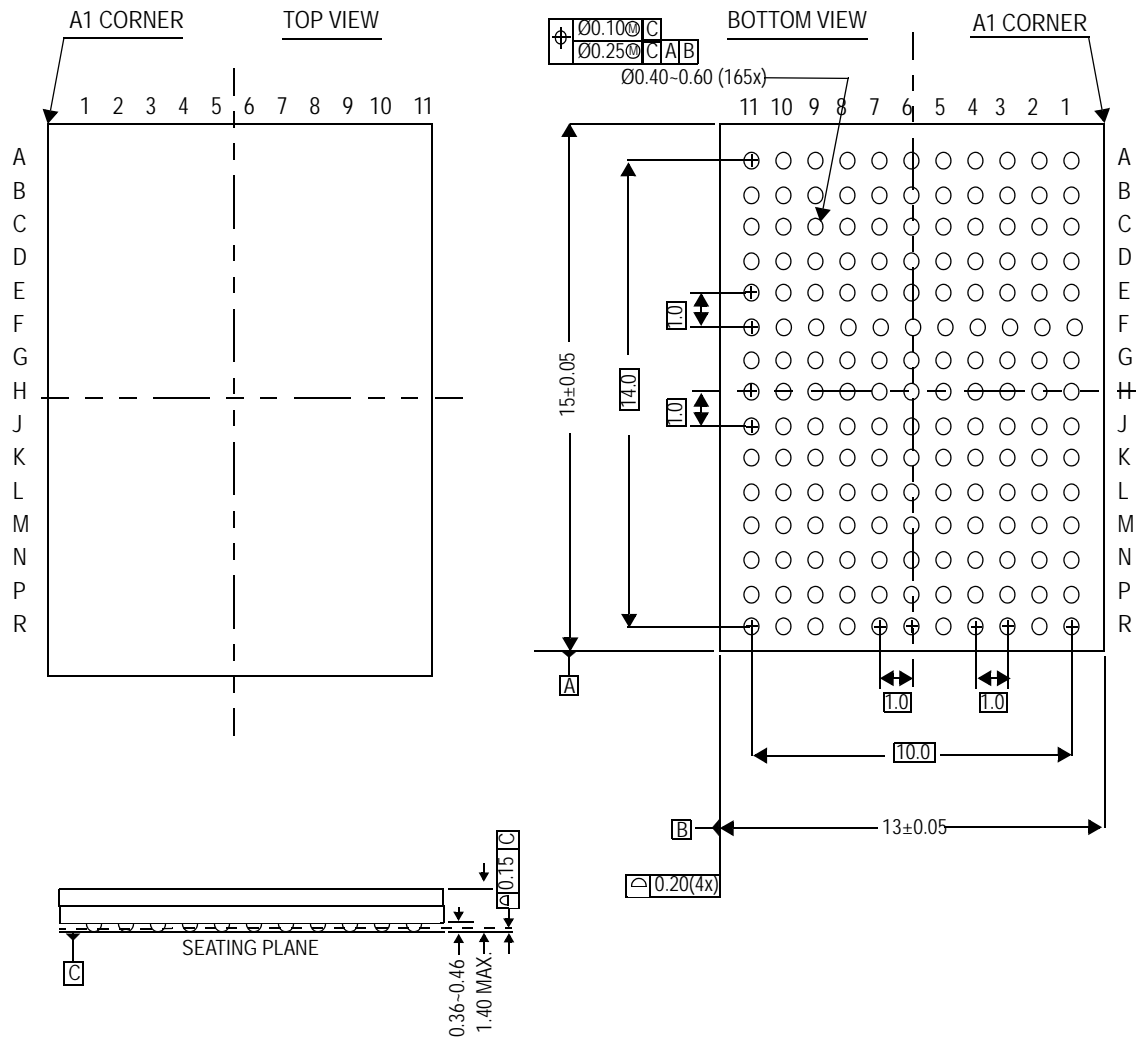 A1 CORNER
TOP VIEW
1 2 3 4 5 6 7 8 9 10 11
A
B
C
D
E
F
G
H
J
K
L
M
N
P
R
Ø0.10Ⓜ C
Ø0.25Ⓜ C A B
BOTTOM VIEW
A1 CORNER
Ø0.40~0.60 (165x)
11 10 9 8 7 6 5 4 3 2 1
A
B
C
D
E
F
G
H
J
K
L
M
N
P
R
15±0.05
14.0
1.0
1.0
A
1.0
1.0
10.0
B
13±0.05
0.20(4x)
0.15 C
SEATING PLANE
C
0.36~0.46
1.40 MAX.